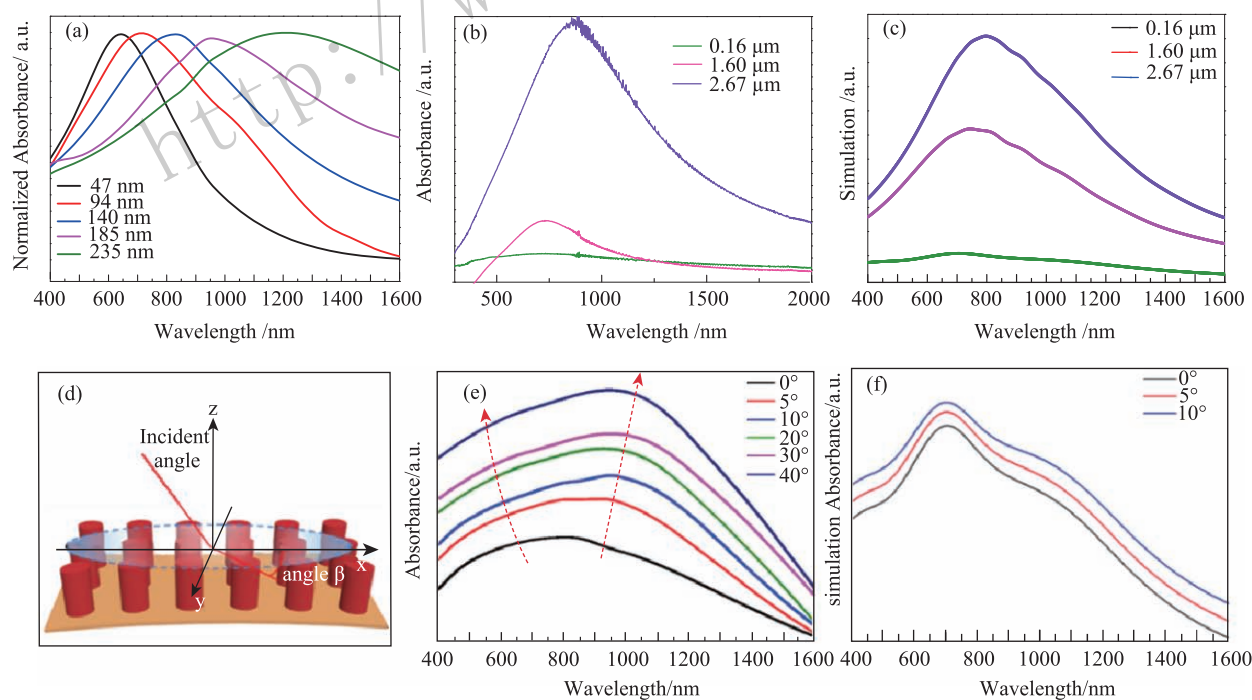 (a)
Normalized Absorbance/ a.u.
47 nm
94 nm
140 nm
185 nm
235 nm
400 600 800 1000 1200 1400 1600
Wavelength /nm
(b)
Absorbance /a.u.
0.16 μm
1.60 μm
2.67 μm
500 1000 1500 2000
Wavelength /nm
(c)
Simulation /a.u.
0.16 μm
1.60 μm
2.67 μm
400 600 800 1000 1200 1400 1600
Wavelength /nm
http://w
(d)
z
Incident
angle
x
angle β
y
(e)
Absorbance/a.u.
0°
5°
10°
20°
30°
40°
400 600 800 1000 1200 1400 1600
Wavelength/nm
(f)
simulation Absorbance/a.u.
0°
5°
10°
400 600 800 1000 1200 1400 1600
Wavelength/nm